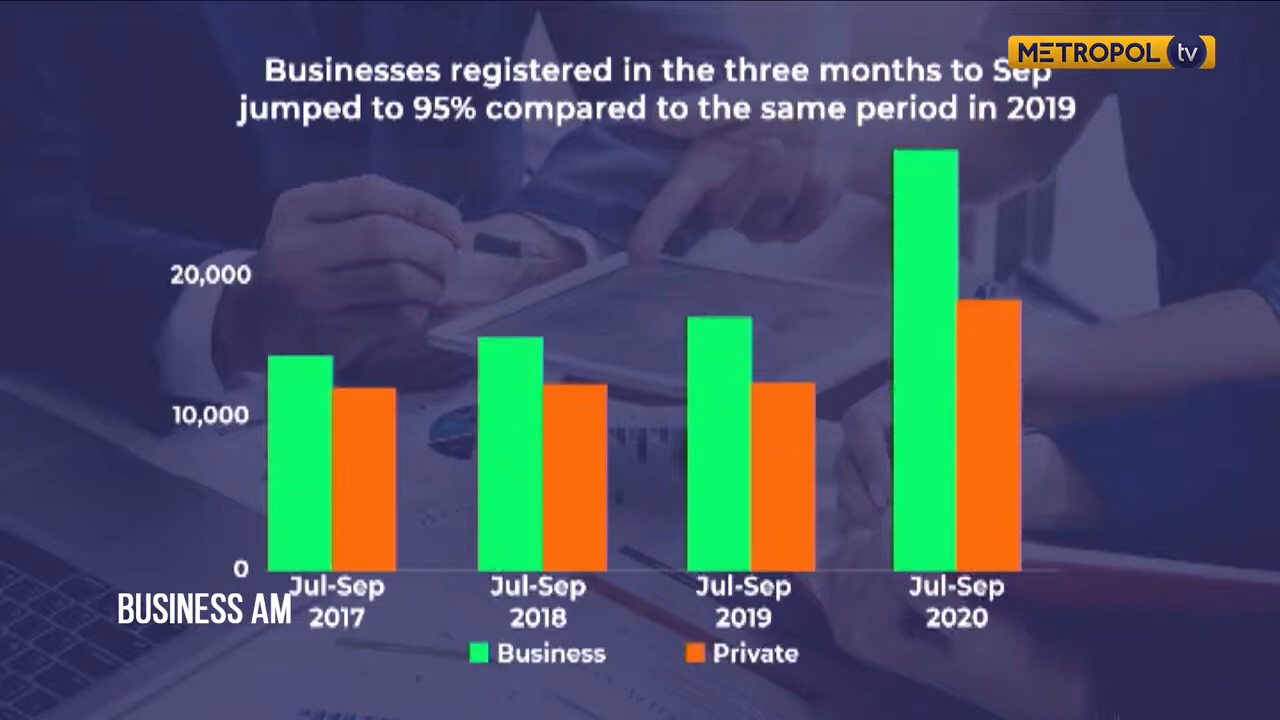 METROPOL tv
Businesses registered in the three months to Sep
jumped to 95% compared to the same period in 2019
20,000
10,000
0
Jul-Sep 2017
Jul-Sep 2018
Jul-Sep 2019
Jul-Sep 2020
BUSINESS AM
Business
Private